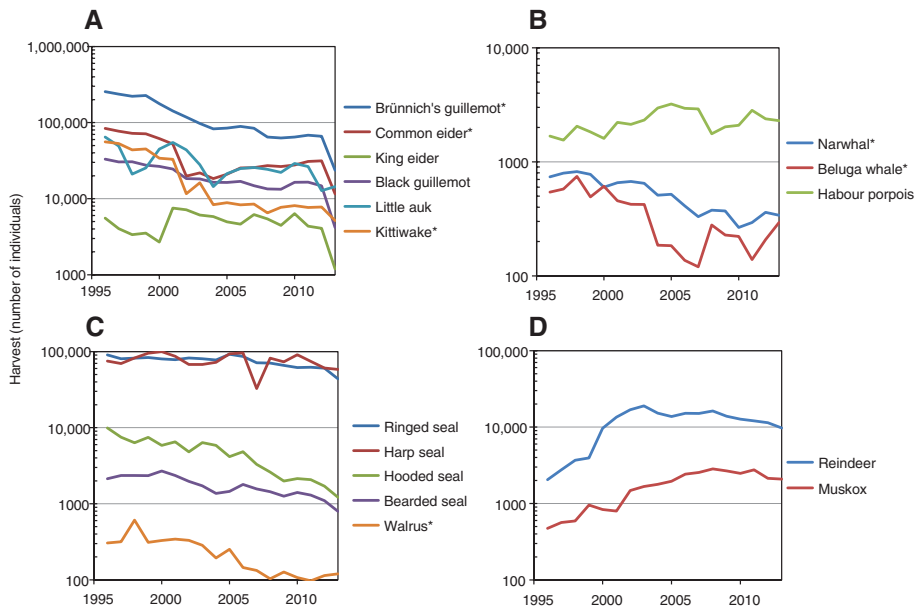 A
1,000,000
100,000
10,000
1000
1995 2000 2005 2010
Brünnich's guillemot*
Common eider*
King eider
Black guillemot
Little auk
Kittiwake*
B
10,000
1000
100
1995 2000 2005 2010
Narwhal*
Beluga whale*
Habour porpois
Harvest (number of individuals)
C
100,000
10,000
1000
100
1995 2000 2005 2010
Ringed seal
Harp seal
Hooded seal
Bearded seal
Walrus*
D
100,000
10,000
1000
100
1995 2000 2005 2010
Reindeer
Muskox